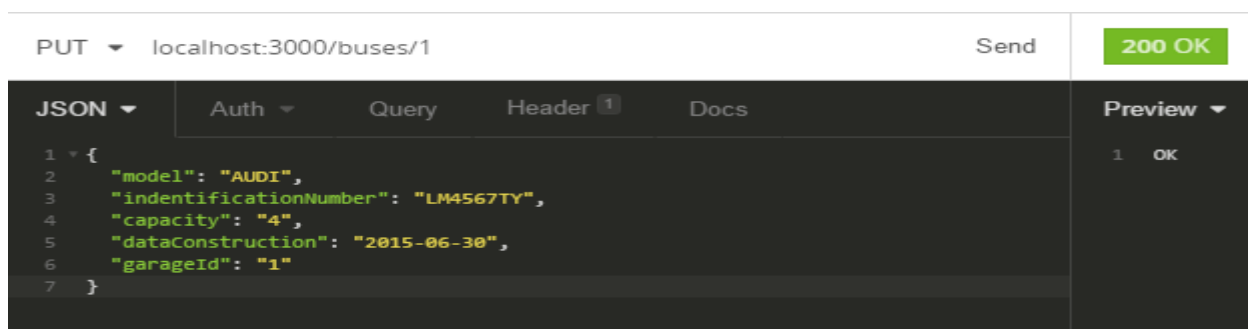 PUT localhost:3000/buses/1 Send 200 OK
JSON Auth Query Header 1 Docs Preview
1 {
2 "model": "AUDI",
3 "indentificationNumber": "LM4567TY",
4 "capacity": "4",
5 "dataConstruction": "2015-06-30",
6 "garageId": "1"
7 }
1 OK